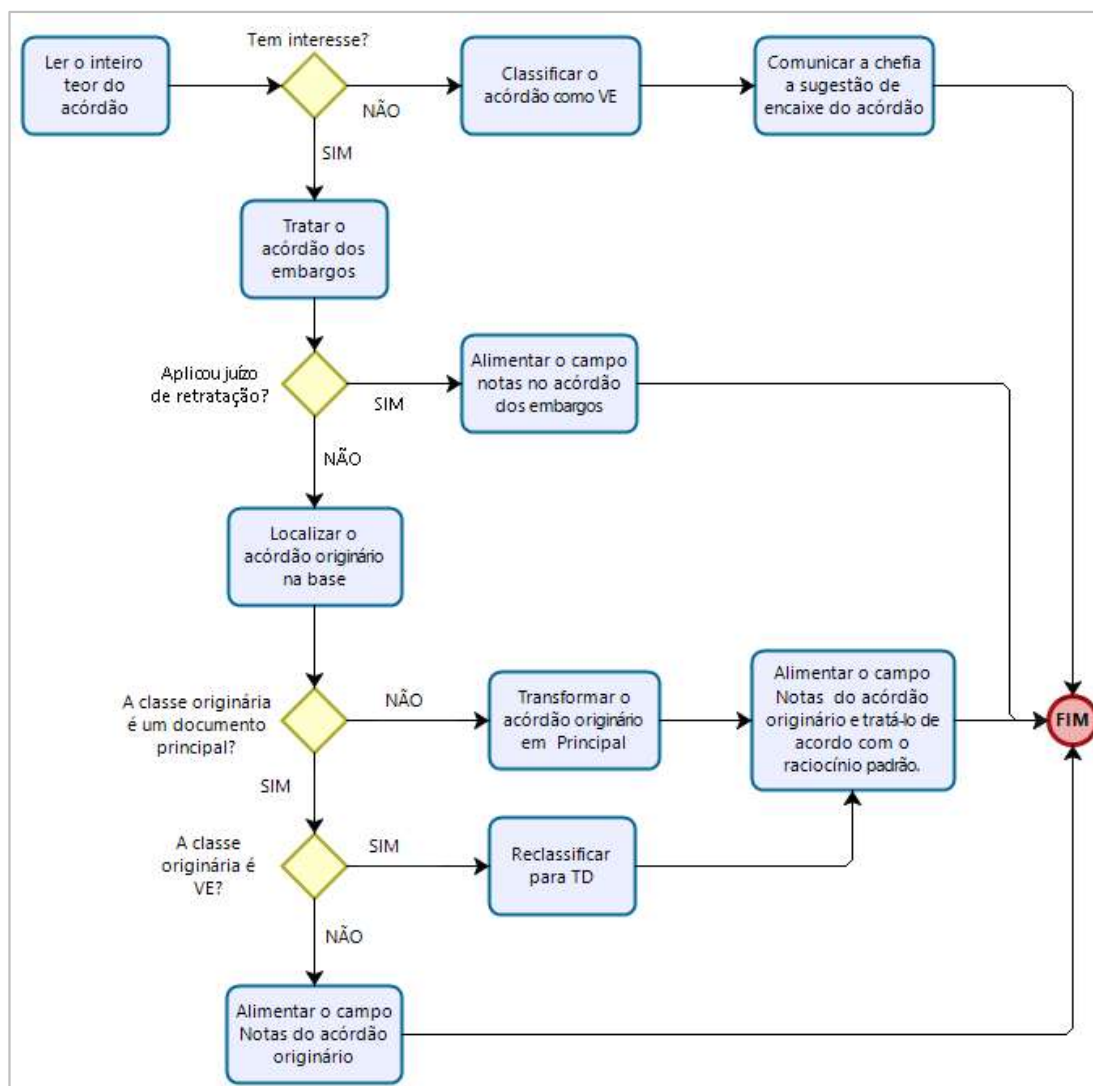 Tem interesse?
Ler o inteiro
teor do
acórdão
NÃO
Classificar o
acórdão como VE
Comunicar a chefia
a sugestão de
encaixe do acórdão
SIM
Tratar o
acórdão dos
embargos
Aplicou juízo
de retratação?
SIM
Alimentar o campo
notas no acórdão
dos embargos
NÃO
Localizar o
acórdão originário
na base
A classe originária
é um documento
principal?
NÃO
Transformar o
acórdão originário
em Principal
Alimentar o campo
Notas do acórdão
originário e tratá-lo de
acordo com o
raciocínio padrão.
FIM
SIM
A classe
originária é
VE?
SIM
Reclassificar
para TD
NÃO
Alimentar o campo
Notas do acórdão
originário